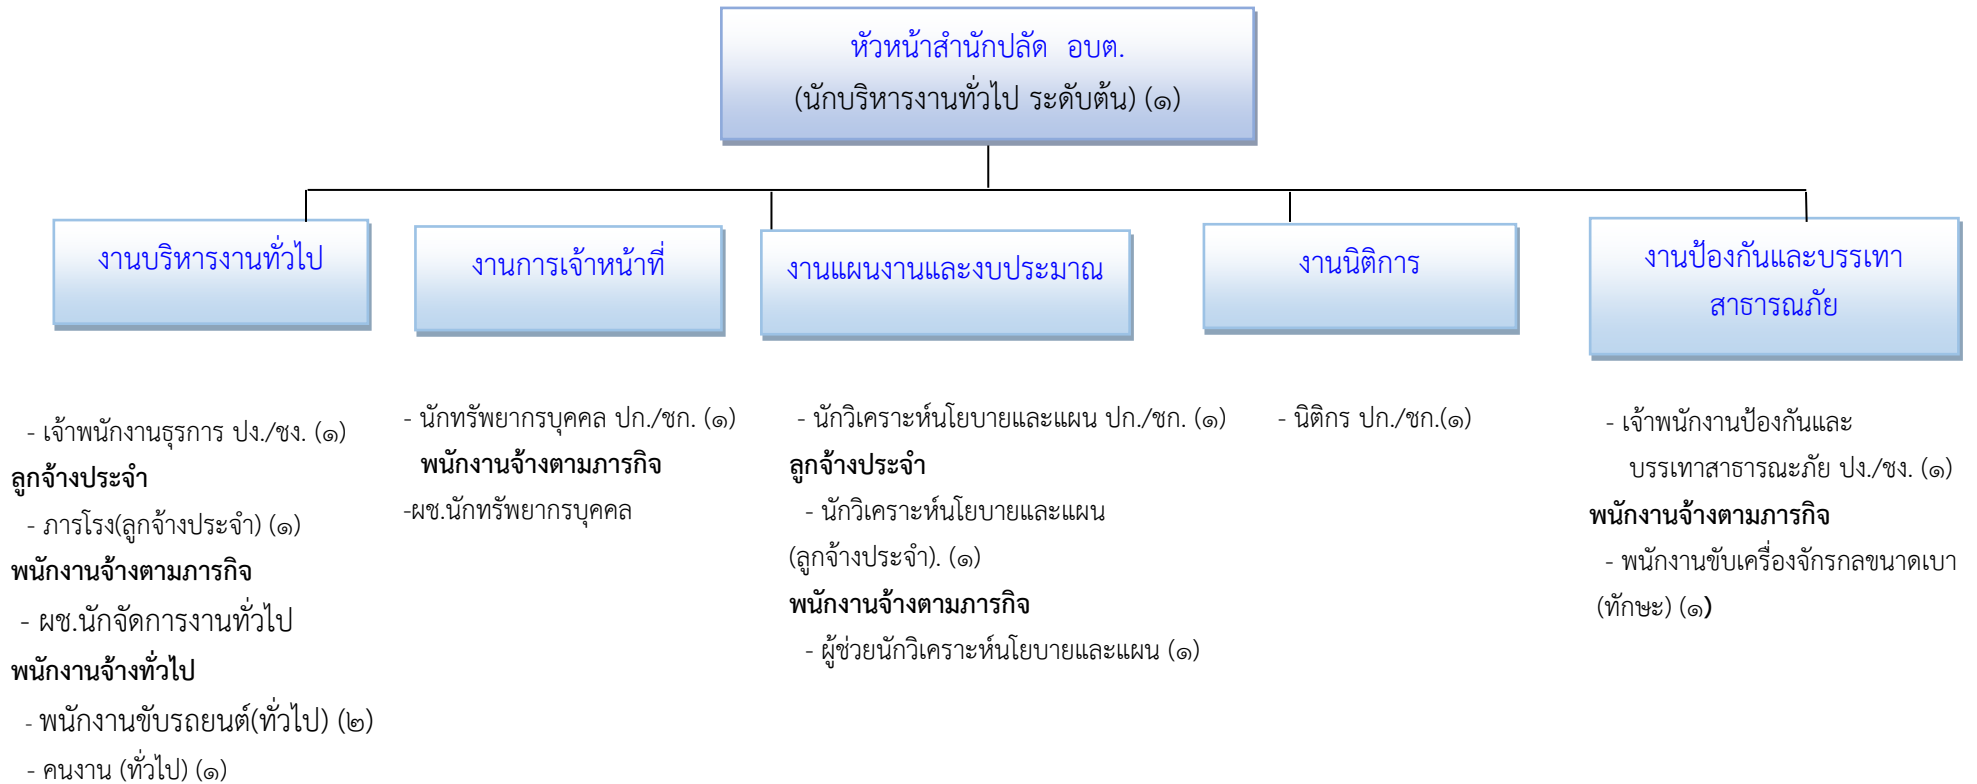 หัวหน้าสำนักปลัด อบต.
(นักบริหารงานทั่วไป ระดับต้น) (๑)
งานบริหารงานทั่วไป
งานการเจ้าหน้าที่
งานแผนงานและงบประมาณ
งานนิติการ
งานป้องกันและบรรเทา
สาธารณภัย
- เจ้าพนักงานธุรการ ปง./ชง. (๑)
ลูกจ้างประจำ
- ภารโรง(ลูกจ้างประจำ) (๑)
พนักงานจ้างตามภารกิจ
- ผช.นักจัดการงานทั่วไป
พนักงานจ้างทั่วไป
- พนักงานขับรถยนต์(ทั่วไป) (๒)
- คนงาน (ทั่วไป) (๑)
- นักทรัพยากรบุคคล ปก./ชก. (๑)
พนักงานจ้างตามภารกิจ
-ผช.นักทรัพยากรบุคคล
- นักวิเคราะห์นโยบายและแผน ปก./ชก. (๑)
ลูกจ้างประจำ
- นักวิเคราะห์นโยบายและแผน
(ลูกจ้างประจำ). (๑)
พนักงานจ้างตามภารกิจ
- ผู้ช่วยนักวิเคราะห์นโยบายและแผน (๑)
- นิติกร ปก./ชก.(๑)
- เจ้าพนักงานป้องกันและ
บรรเทาสาธารณะภัย ปง./ชง. (๑)
พนักงานจ้างตามภารกิจ
- พนักงานขับเครื่องจักรกลขนาดเบา
(ทักษะ) (๑)